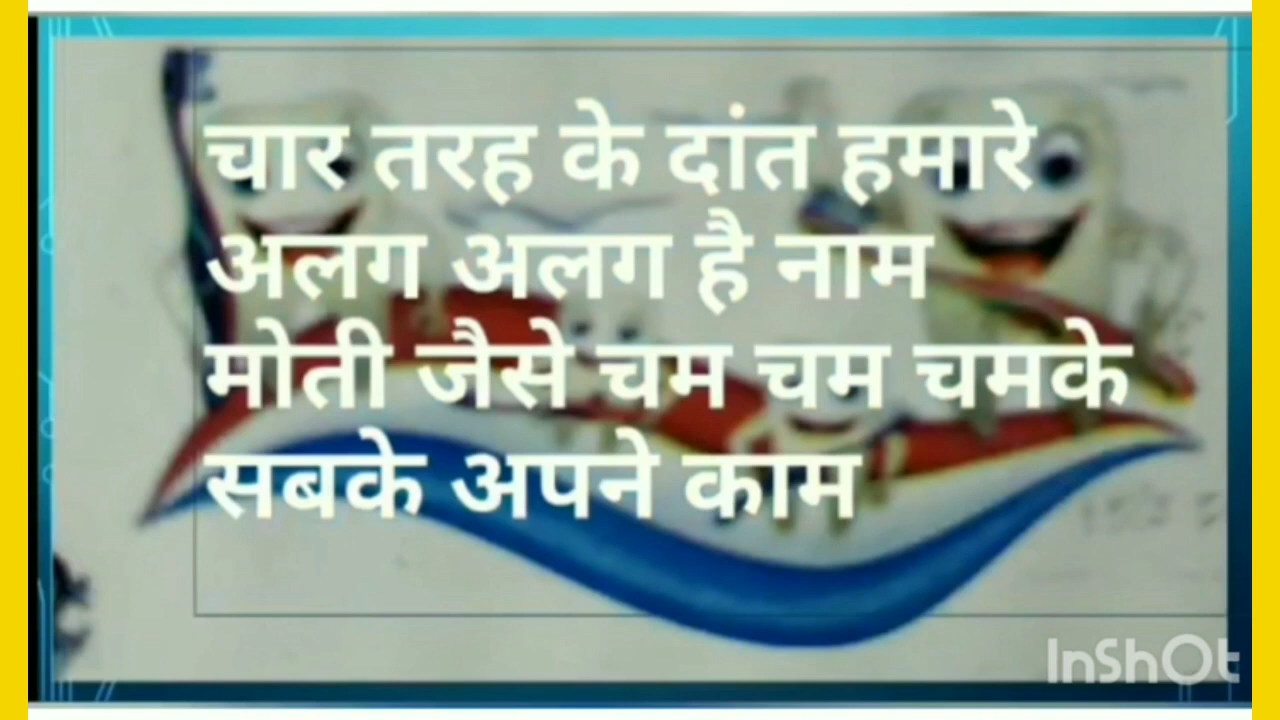 चार तरह के दांत हमारे
अलग अलग है नाम
मोती जैसे चम चम चमके
सबके अपने काम
InShOt